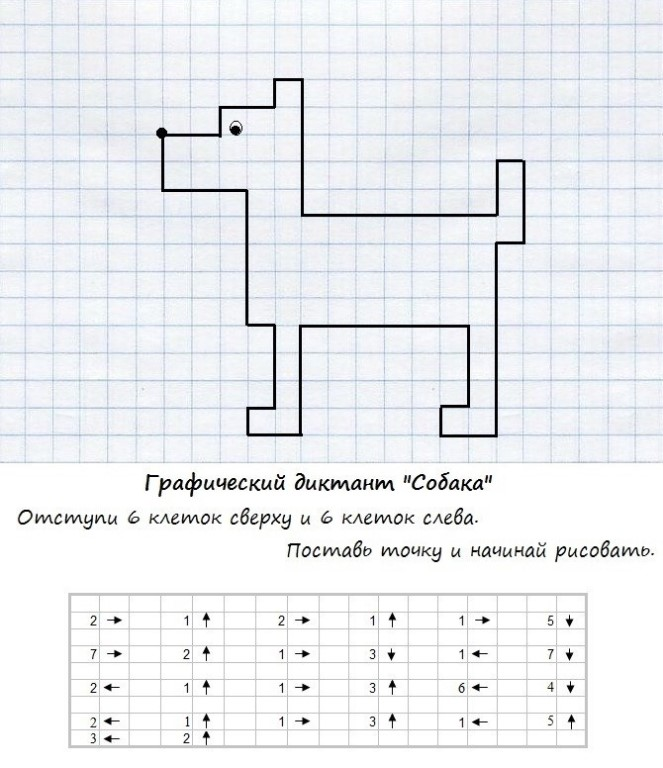 Графический диктант "Собака"
Отступи 6 клеток сверху и 6 клеток слева.
Поставь точку и начинай рисовать.
2 → 1 ↑ 2 → 1 ↑ 1 → 5 ↓
7 → 2 ↑ 1 → 3 ↓ 1 ← 7 ↓
2 ← 1 ↑ 1 → 3 ↑ 6 ← 4 ↓
2 ← 1 ↑ 1 → 3 ↑ 1 ← 5 ↑
3 ← 2 ↑